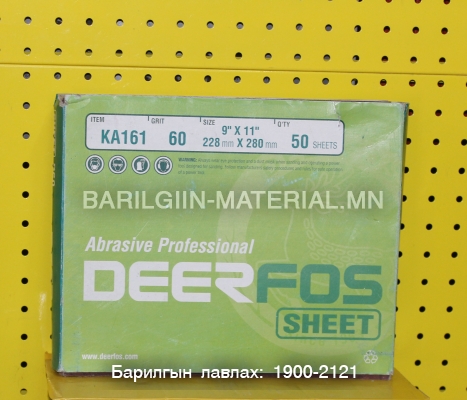 ITEM GRIT SIZE Q'TY
KA161 60 9" X 11" 228 mm X 280 mm 50 SHEETS
BARILGIIN-MATERIAL.MN
Abrasive Professional
DEERFOS
SHEET
www.deerfos.com
Барилгын лавлах: 1900-2121